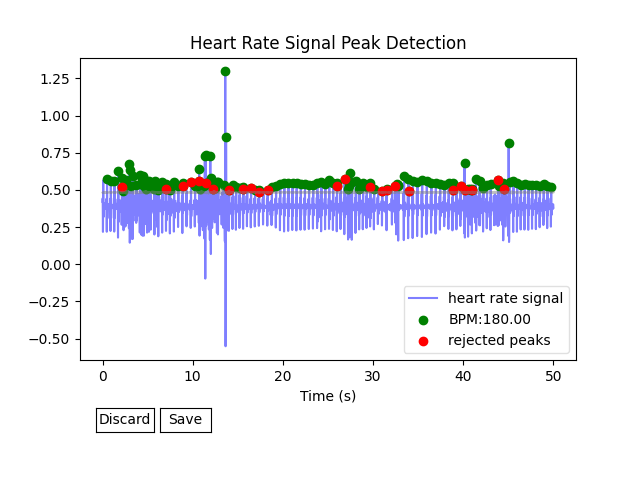 Heart Rate Signal Peak Detection
1.25
1.00
0.75
0.50
0.25
0.00
−0.25
−0.50
heart rate signal
BPM:180.00
rejected peaks
0 10 20 30 40 50
Time (s)
Discard Save